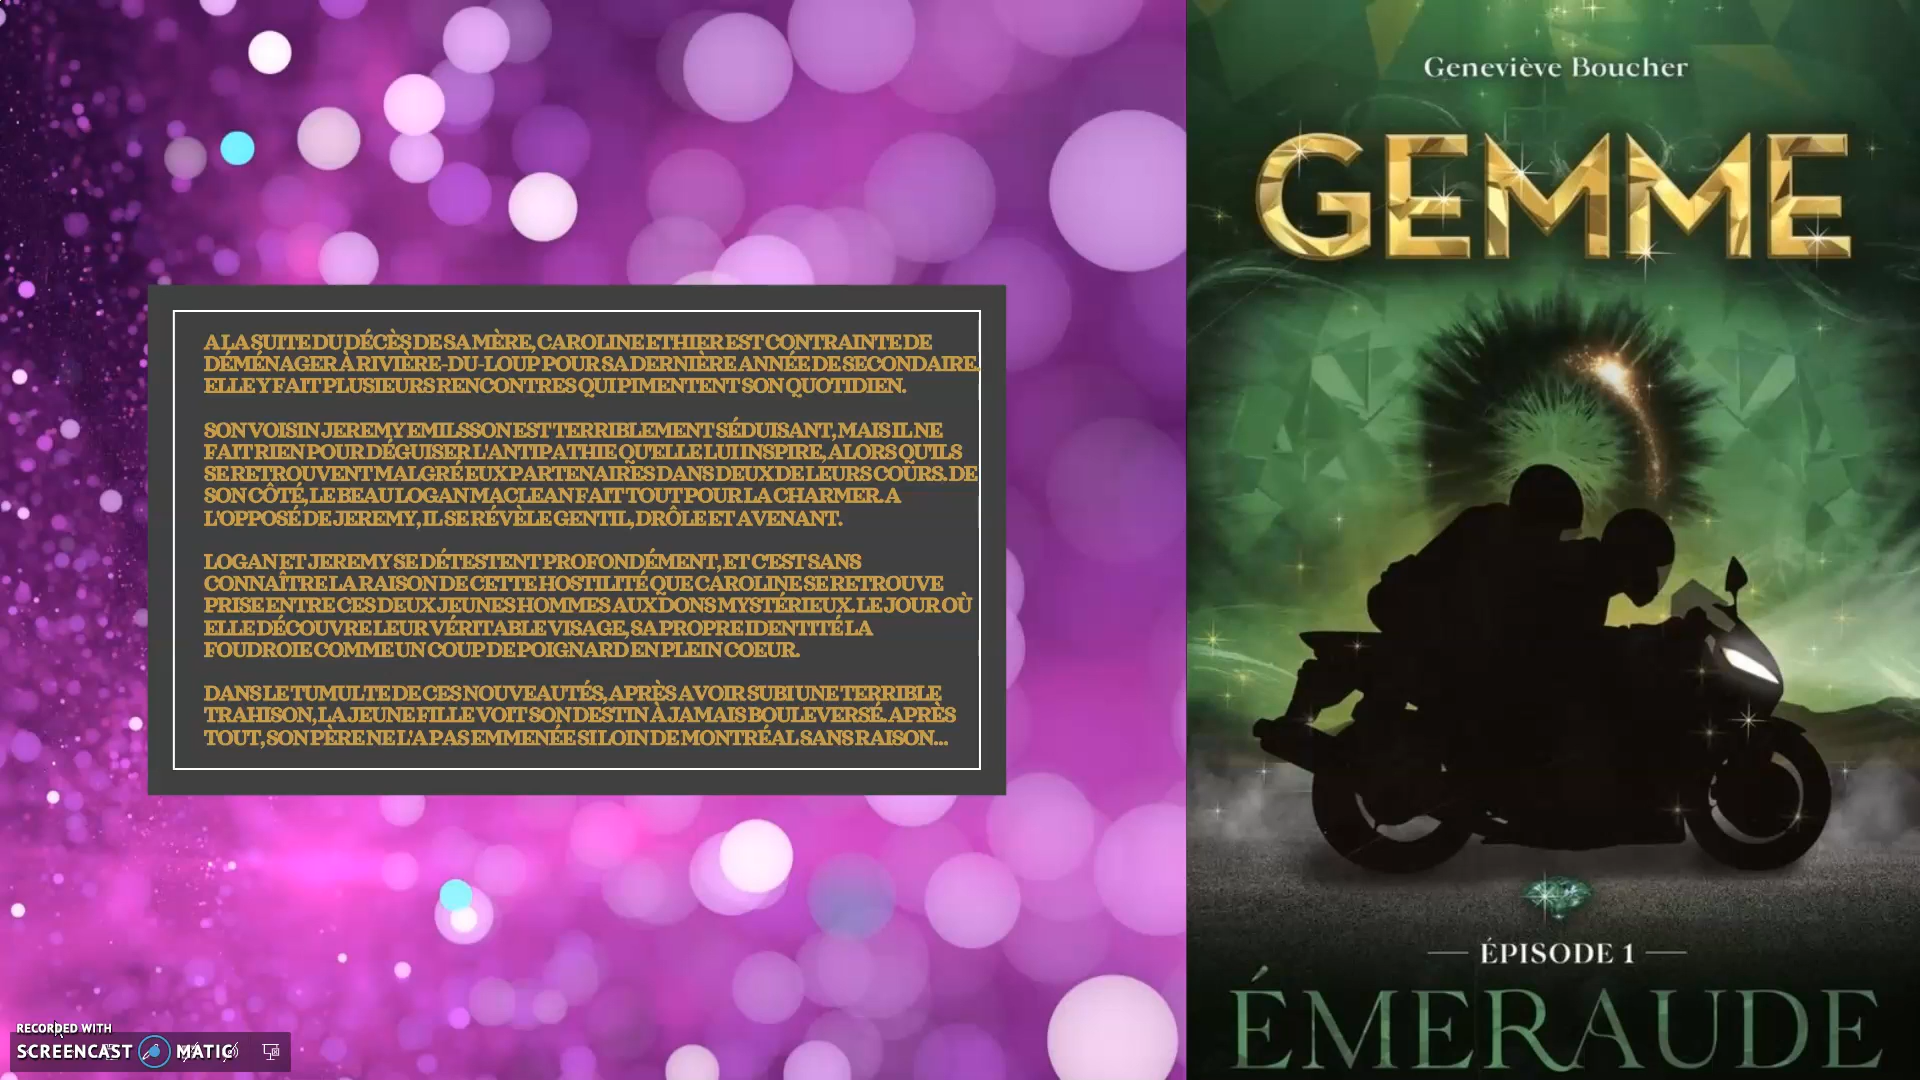 A LA SUITE DU DÉCÈS DE SA MÈRE, CAROLINE ETHIER EST CONTRAINTE DE
DÉMÉNAGER À RIVIÈRE-DU-LOUP POUR SA DERNIÈRE ANNÉE DE SECONDAIRE.
ELLE Y FAIT PLUSIEURS RENCONTRES QUI PIMENTENT SON QUOTIDIEN.
SON VOISIN JEREMY EMILSSON EST TERRIBLEMENT SÉDUISANT, MAIS IL NE
FAIT RIEN POUR DÉGUISER L'ANTIPATHIE QU'ELLE LUI INSPIRE, ALORS QU'ILS
SE RETROUVENT MALGRÉ EUX PARTENAIRES DANS DEUX DE LEURS COURS. DE
SON CÔTÉ, LE BEAU LOGAN MACLEAN FAIT TOUT POUR LA CHARMER. A
L'OPPOSÉ DE JEREMY, IL SE RÉVÈLE GENTIL, DRÔLE ET AVENANT.
LOGAN ET JEREMY SE DÉTESTENT PROFONDÉMENT, ET C'EST SANS
CONNAÎTRE LA RAISON DE CETTE HOSTILITÉ QUE CAROLINE SE RETROUVE
PRISE ENTRE CES DEUX JEUNES HOMMES AUX DONS MYSTÉRIEUX. LE JOUR OÙ
ELLE DÉCOUVRE LEUR VÉRITABLE VISAGE, SA PROPRE IDENTITÉ LA
FOUDROIE COMME UN COUP DE POIGNARD EN PLEIN COEUR.
DANS LE TUMULTE DE CES NOUVEAUTÉS, APRÈS AVOIR SUBI UNE TERRIBLE
TRAHISON, LA JEUNE FILLE VOIT SON DESTIN À JAMAIS BOULEVERSÉ. APRÈS
TOUT, SON PÈRE NE L'A PAS EMMENÉE SI LOIN DE MONTRÉAL SANS RAISON...
Geneviève Boucher
GEMME
ÉPISODE 1
ÉMERAUDE
RECORDED WITH
SCREENCAST MATIC